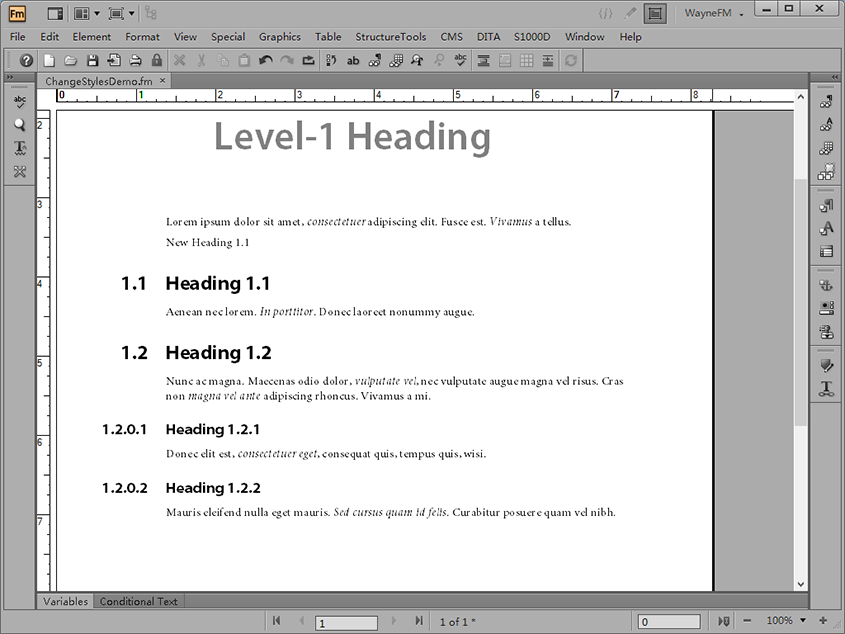 Fm
WayneFM
File Edit Element Format View Special Graphics Table StructureTools CMS DITA S1000D Window Help
ChangeStylesDemo.fm ×
0 1 2 3 4 5 6 7 8
2
Level-1 Heading
3
Lorem ipsum dolor sit amet, consectetuer adipiscing elit. Fusce est. Vivamus a tellus.
New Heading 1.1
4
1.1 Heading 1.1
Aenean nec lorem. In porttitor. Donec laoreet nonummy augue.
1.2 Heading 1.2
5
Nunc ac magna. Maecenas odio dolor, vulputate vel, nec vulputate augue magna vel risus. Cras
non magna vel ante adipiscing rhoncus. Vivamus a mi.
1.2.0.1 Heading 1.2.1
6
Donec elit est, consectetuer eget, consequat quis, tempus quis, wisi.
1.2.0.2 Heading 1.2.2
Mauris eleifend nulla eget mauris. Sed cursus quam id felis. Curabitur posuere quam vel nibh.
7
Variables Conditional Text
1 1 of 1 * 0 100%